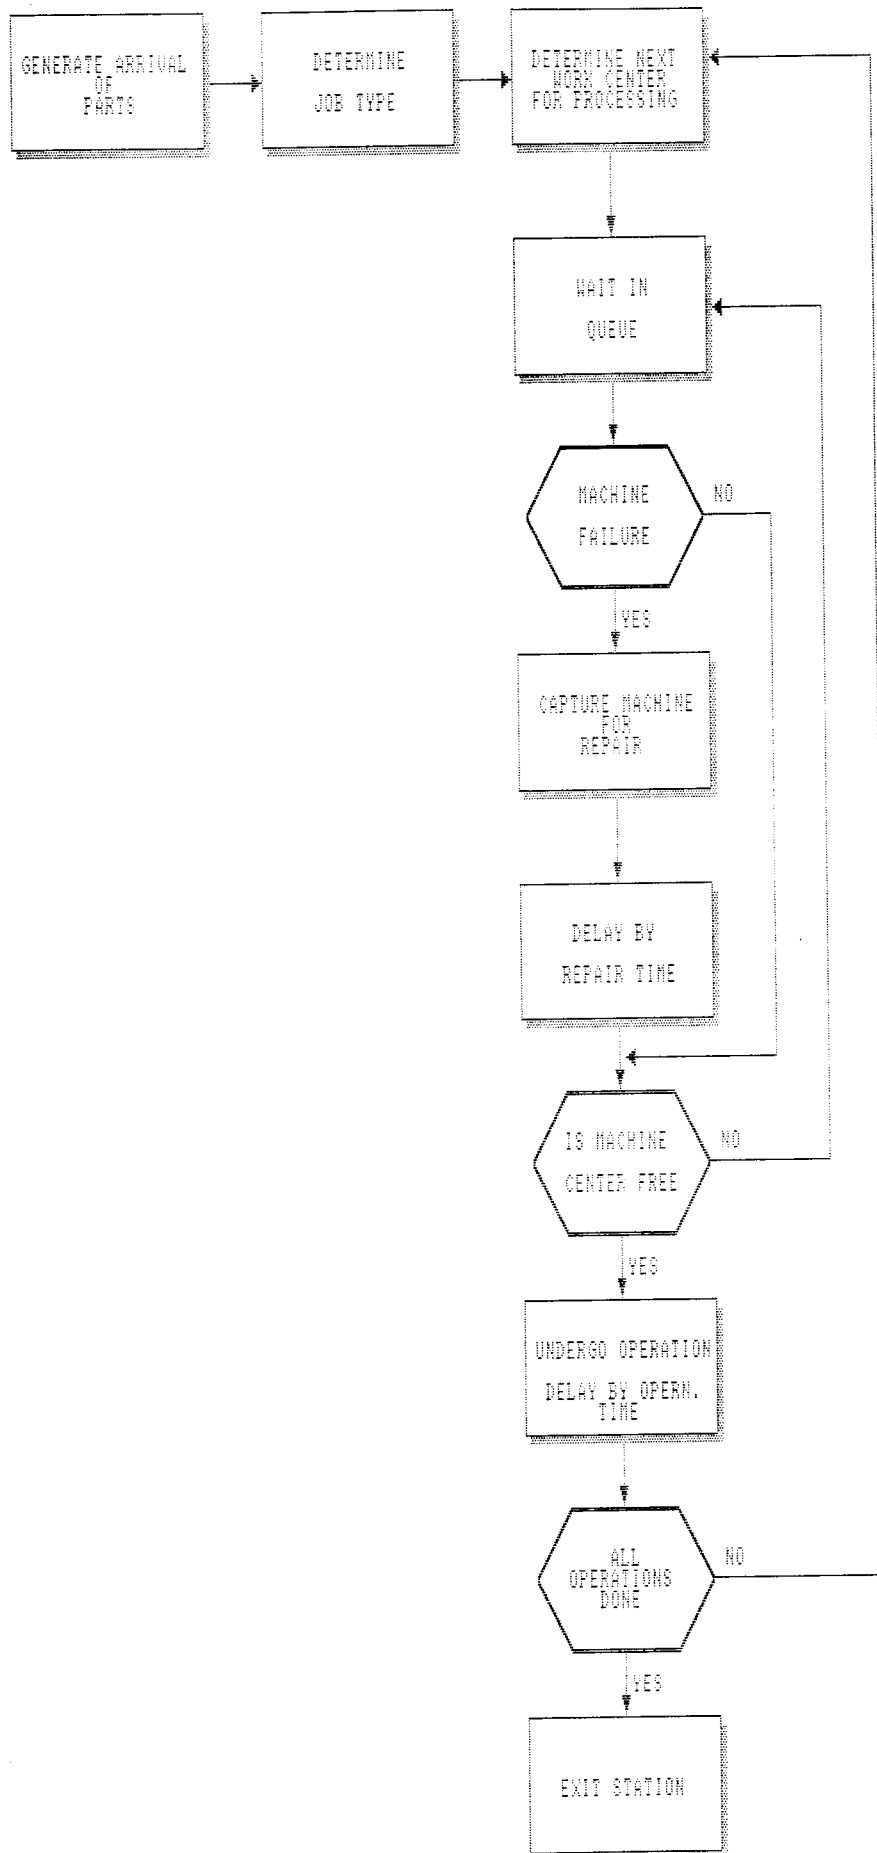 GENERATE ARRIVAL
OF
PARTS
DETERMINE
JOB TYPE
DETERMINE NEXT
WORK CENTER
FOR PROCESSING
WAIT IN
QUEUE
MACHINE
FAILURE
NO
YES
CAPTURE MACHINE
FOR
REPAIR
DELAY BY
REPAIR TIME
IS MACHINE
CENTER FREE
NO
YES
UNDERGO OPERATION
DELAY BY OPERN.
TIME
ALL
OPERATIONS
DONE
NO
YES
EXIT STATION